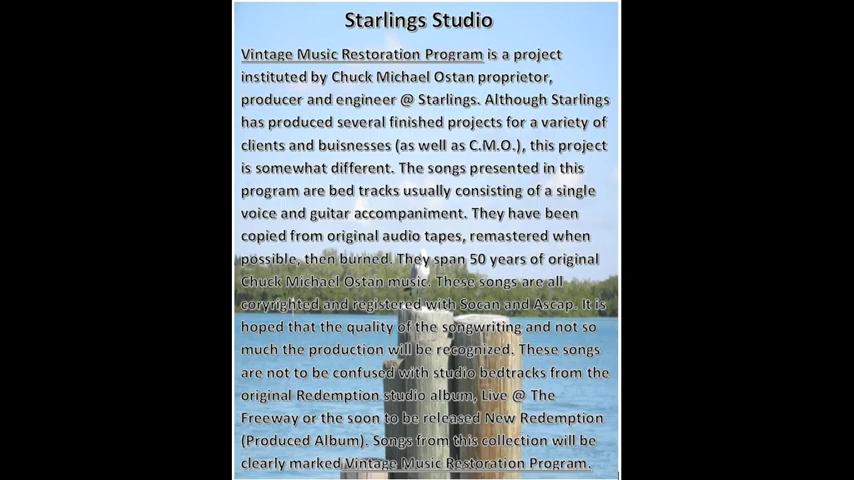 Starlings Studio
Vintage Music Restoration Program is a project
instituted by Chuck Michael Ostan proprietor,
producer and engineer @ Starlings. Although Starlings
has produced several finished projects for a variety of
clients and buisnesses (as well as C.M.O.), this project
is somewhat different. The songs presented in this
program are bed tracks usually consisting of a single
voice and guitar accompaniment. They have been
copied from original audio tapes, remastered when
possible, then burned. They span 50 years of original
Chuck Michael Ostan music. These songs are all
coryrighted and registered with Socan and Ascap. It is
hoped that the quality of the songwriting and not so
much the production will be recognized. These songs
are not to be confused with studio bedtracks from the
original Redemption studio album, Live @ The
Freeway or the soon to be released New Redemption
(Produced Album). Songs from this collection will be
clearly marked Vintage Music Restoration Program.